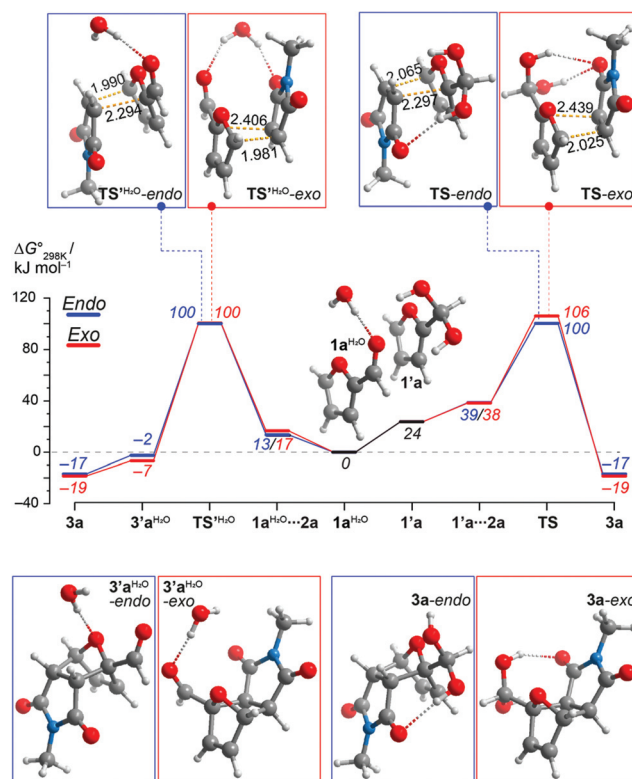 1.990
2.294
TS'H₂O-endo
2.406
1.981
TS'H₂O-exo
2.065
2.297
TS-endo
2.439
2.025
TS-exo
ΔG°298K /
kJ mol⁻¹
Endo
Exo
120
80
40
0
−40
100
100
106
100
−2
−7
−17
−19
13/17
0
24
39/38
−17
−19
1aH₂O
1'a
3a
3'aH₂O
TS'H₂O
1aH₂O···2a
1aH₂O
1'a
1'a···2a
TS
3a
3'aH₂O
-endo
3'aH₂O
-exo
3a-endo
3a-exo